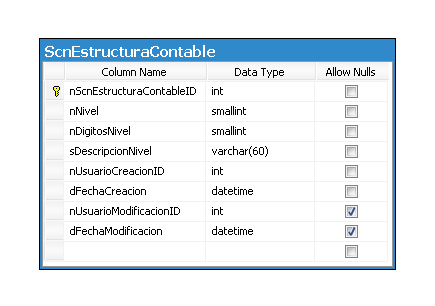 ScnEstructuraContable
Column Name Data Type Allow Nulls
nScnEstructuraContableID int
nNivel smallint
nDigitosNivel smallint
sDescripcionNivel varchar(60)
nUsuarioCreacionID int
dFechaCreacion datetime
nUsuarioModificacionID int
dFechaModificacion datetime